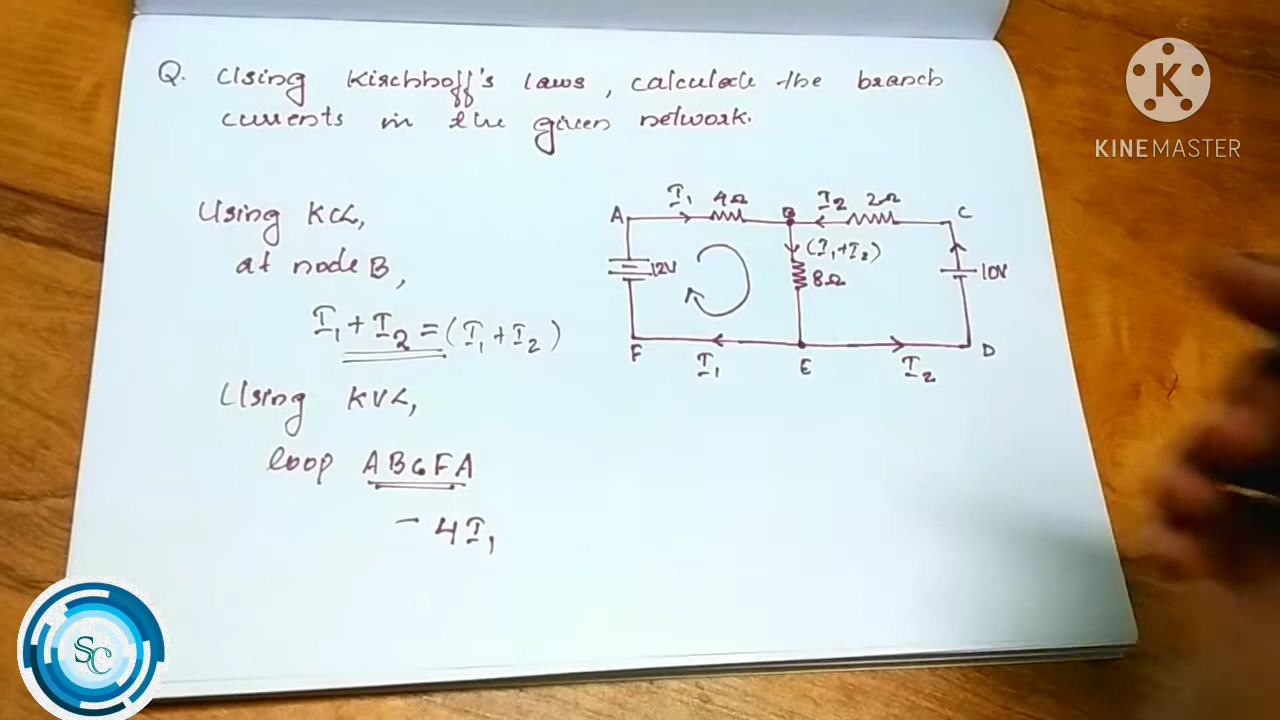 Q. Using Kirchhoff's laws, calculate the branch
currents in the given network.
Using KCL,
at node B,
I₁ + I₂ = (I₁ + I₂)
Using KVL,
loop ABGFA
- 4I₁
A I₁ 4Ω B I₂ 2Ω C
(I₁+I₂)
12V 8Ω 10V
F I₁ E I₂ D
K
KINEMASTER
SC